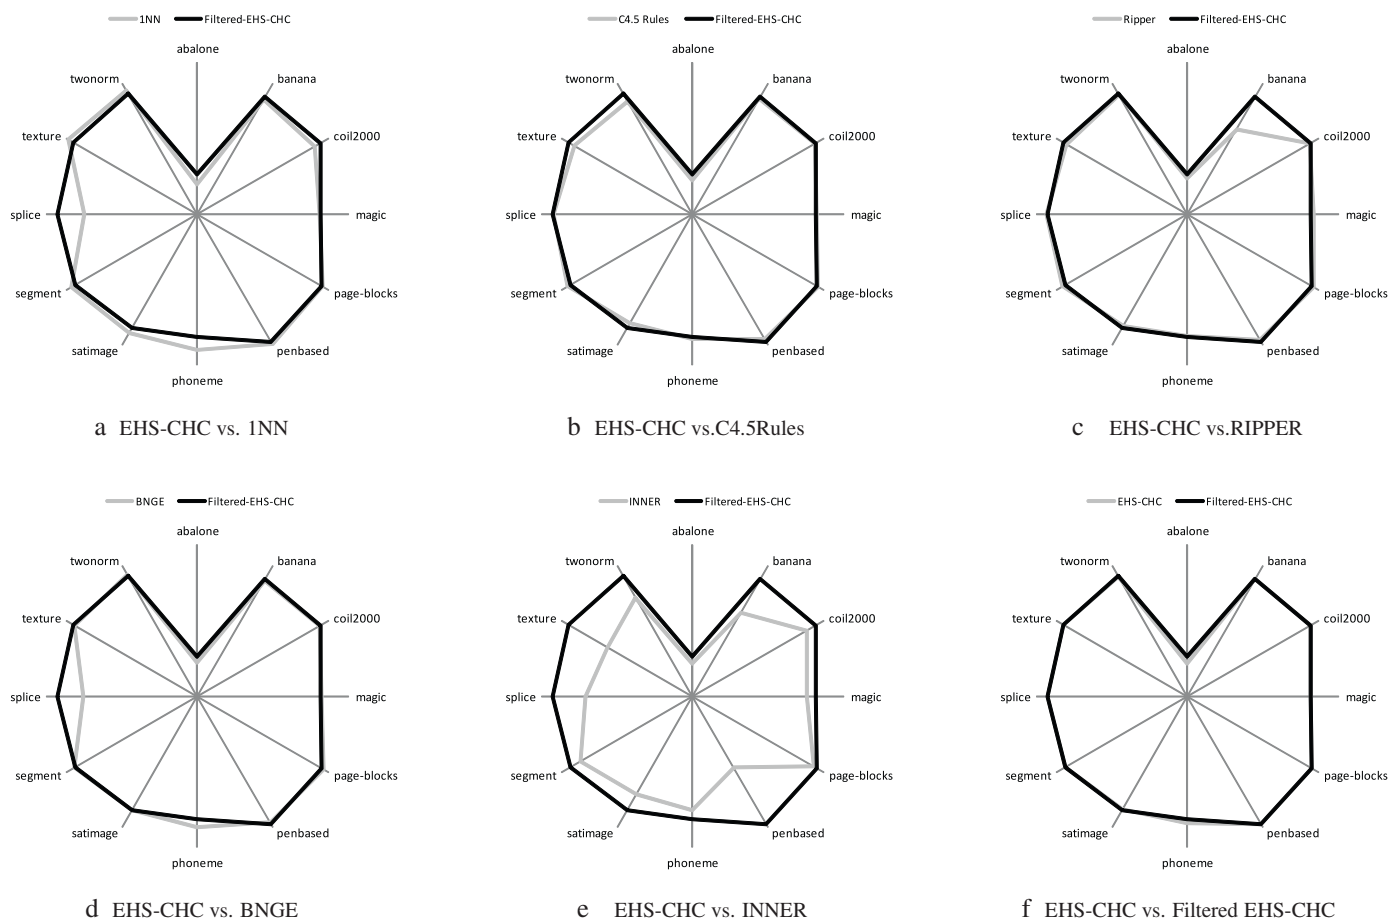 1NN Filtered-EHS-CHC
abalone
twonorm banana
texture coil2000
splice magic
segment page-blocks
satimage penbased
phoneme
a EHS-CHC vs. 1NN
C4.5 Rules Filtered-EHS-CHC
abalone
twonorm banana
texture coil2000
splice magic
segment page-blocks
satimage penbased
phoneme
b EHS-CHC vs.C4.5Rules
Ripper Filtered-EHS-CHC
abalone
twonorm banana
texture coil2000
splice magic
segment page-blocks
satimage penbased
phoneme
c EHS-CHC vs.RIPPER
BNGE Filtered-EHS-CHC
abalone
twonorm banana
texture coil2000
splice magic
segment page-blocks
satimage penbased
phoneme
d EHS-CHC vs. BNGE
INNER Filtered-EHS-CHC
abalone
twonorm banana
texture coil2000
splice magic
segment page-blocks
satimage penbased
phoneme
e EHS-CHC vs. INNER
EHS-CHC Filtered-EHS-CHC
abalone
twonorm banana
texture coil2000
splice magic
segment page-blocks
satimage penbased
phoneme
f EHS-CHC vs. Filtered EHS-CHC